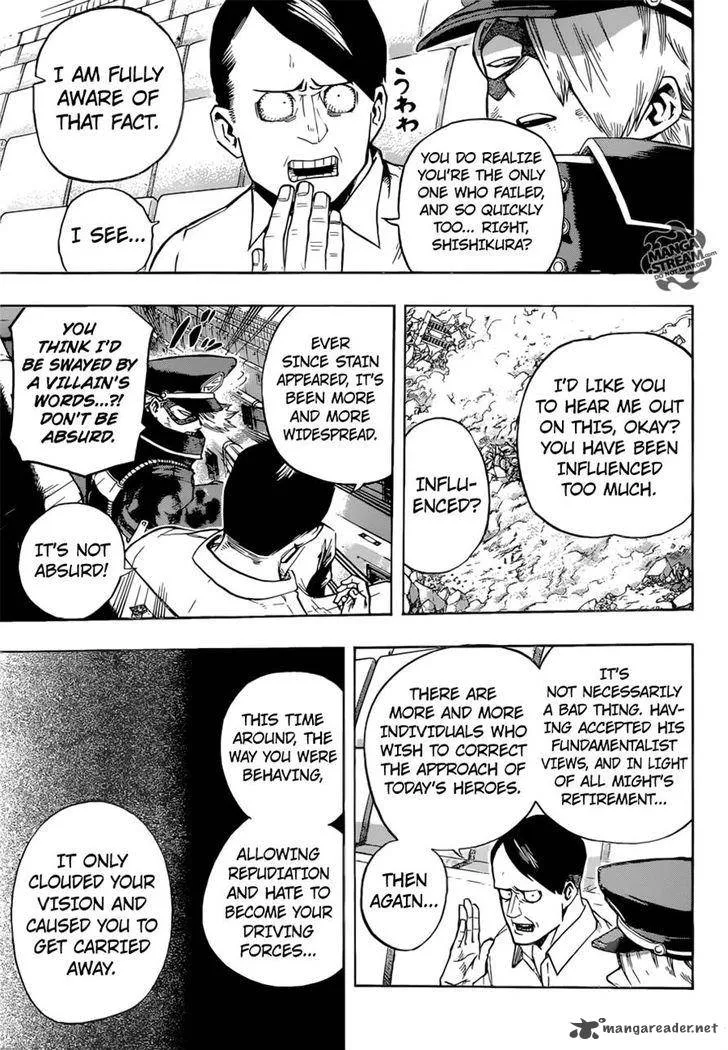 YOU DO REALIZE
YOU'RE THE ONLY
ONE WHO FAILED,
AND SO QUICKLY
TOO... RIGHT,
SHISHIKURA?
うわわ
I AM FULLY
AWARE OF
THAT FACT.
I SEE...
MANGA
STREAM.com
DO NOT MIRROR
I'D LIKE YOU
TO HEAR ME OUT
ON THIS, OKAY?
YOU HAVE BEEN
INFLUENCED
TOO MUCH.
INFLU-
ENCED?
EVER
SINCE STAIN
APPEARED, IT'S
BEEN MORE
AND MORE
WIDESPREAD.
YOU
THINK I'D
BE SWAYED BY
A VILLAIN'S
WORDS...?!
DON'T BE
ABSURD.
IT'S NOT
ABSURD!
IT'S
NOT NECESSARILY
A BAD THING. HAV-
ING ACCEPTED HIS
FUNDAMENTALIST
VIEWS, AND IN LIGHT
OF ALL MIGHT'S
RETIREMENT...
THERE ARE
MORE AND MORE
INDIVIDUALS WHO
WISH TO CORRECT
THE APPROACH OF
TODAY'S HEROES.
THEN
AGAIN...
THIS TIME
AROUND, THE
WAY YOU WERE
BEHAVING,
ALLOWING
REPUDIATION
AND HATE TO
BECOME YOUR
DRIVING
FORCES...
IT ONLY
CLOUDED YOUR
VISION AND
CAUSED YOU TO
GET CARRIED
AWAY.
mangareader.net